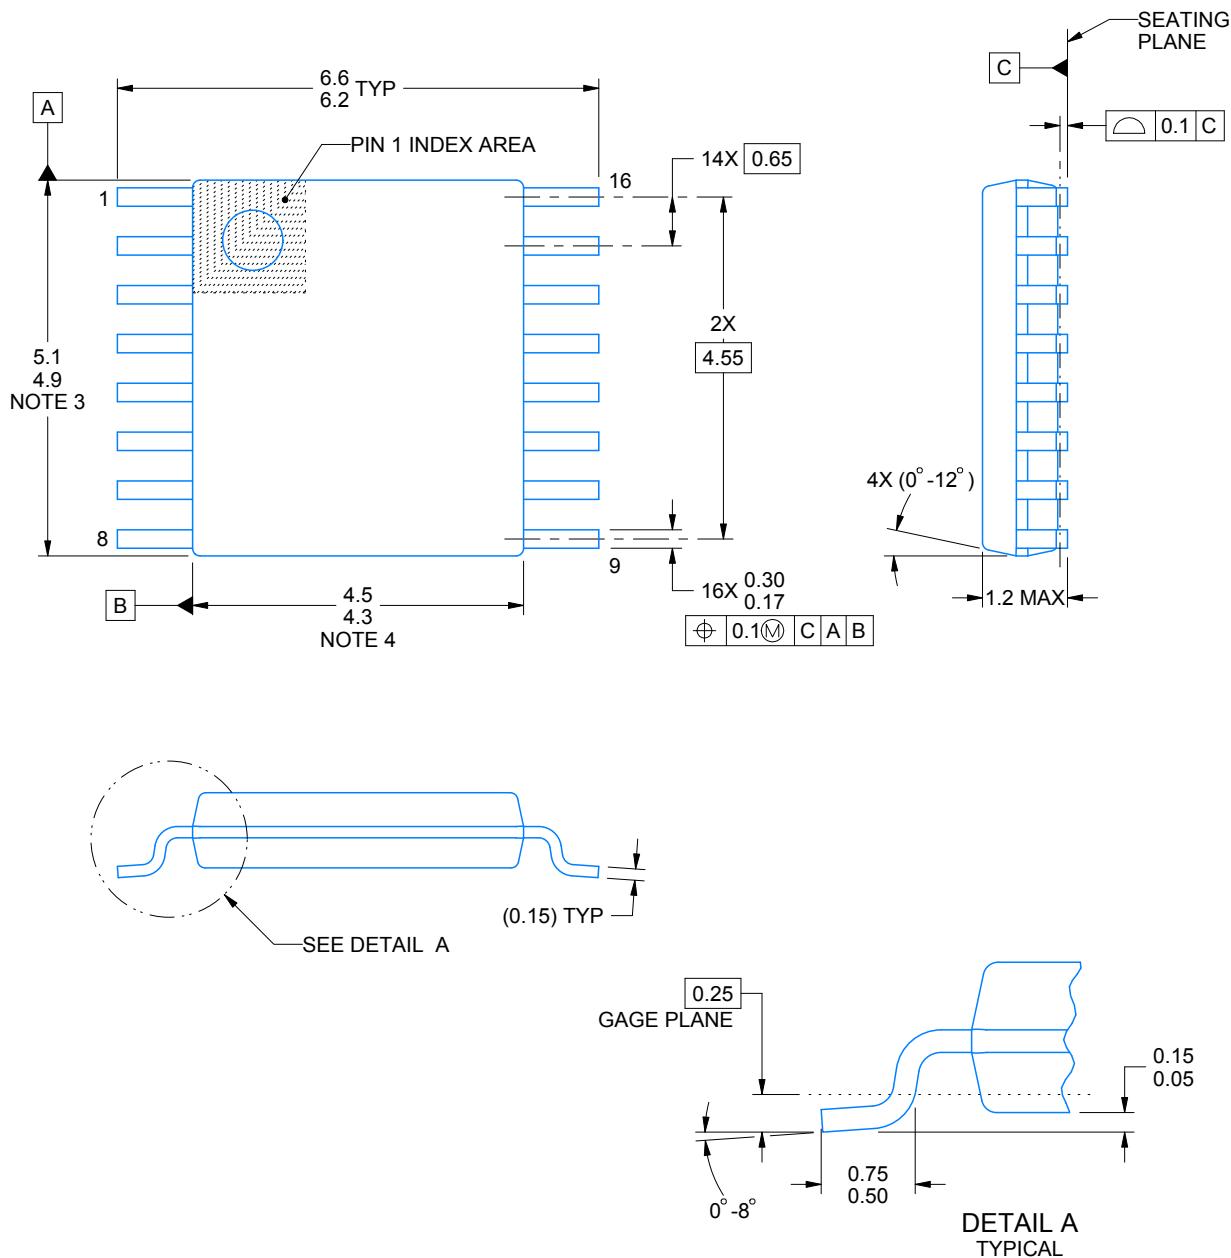 SEATING
PLANE
C
0.1 C
6.6
6.2 TYP
A
PIN 1 INDEX AREA
14X 0.65
1
16
2X
4.55
5.1
4.9
NOTE 3
4X (0°-12°)
8
9
B
4.5
4.3
NOTE 4
16X 0.30
0.17
0.1Ⓜ C A B
1.2 MAX
(0.15) TYP
SEE DETAIL A
0.25
GAGE PLANE
0.15
0.05
0°-8°
0.75
0.50
DETAIL A
TYPICAL